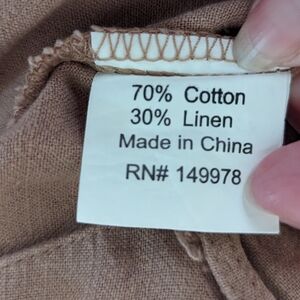 70% Cotton
30% Linen
Made in China
RN# 149978